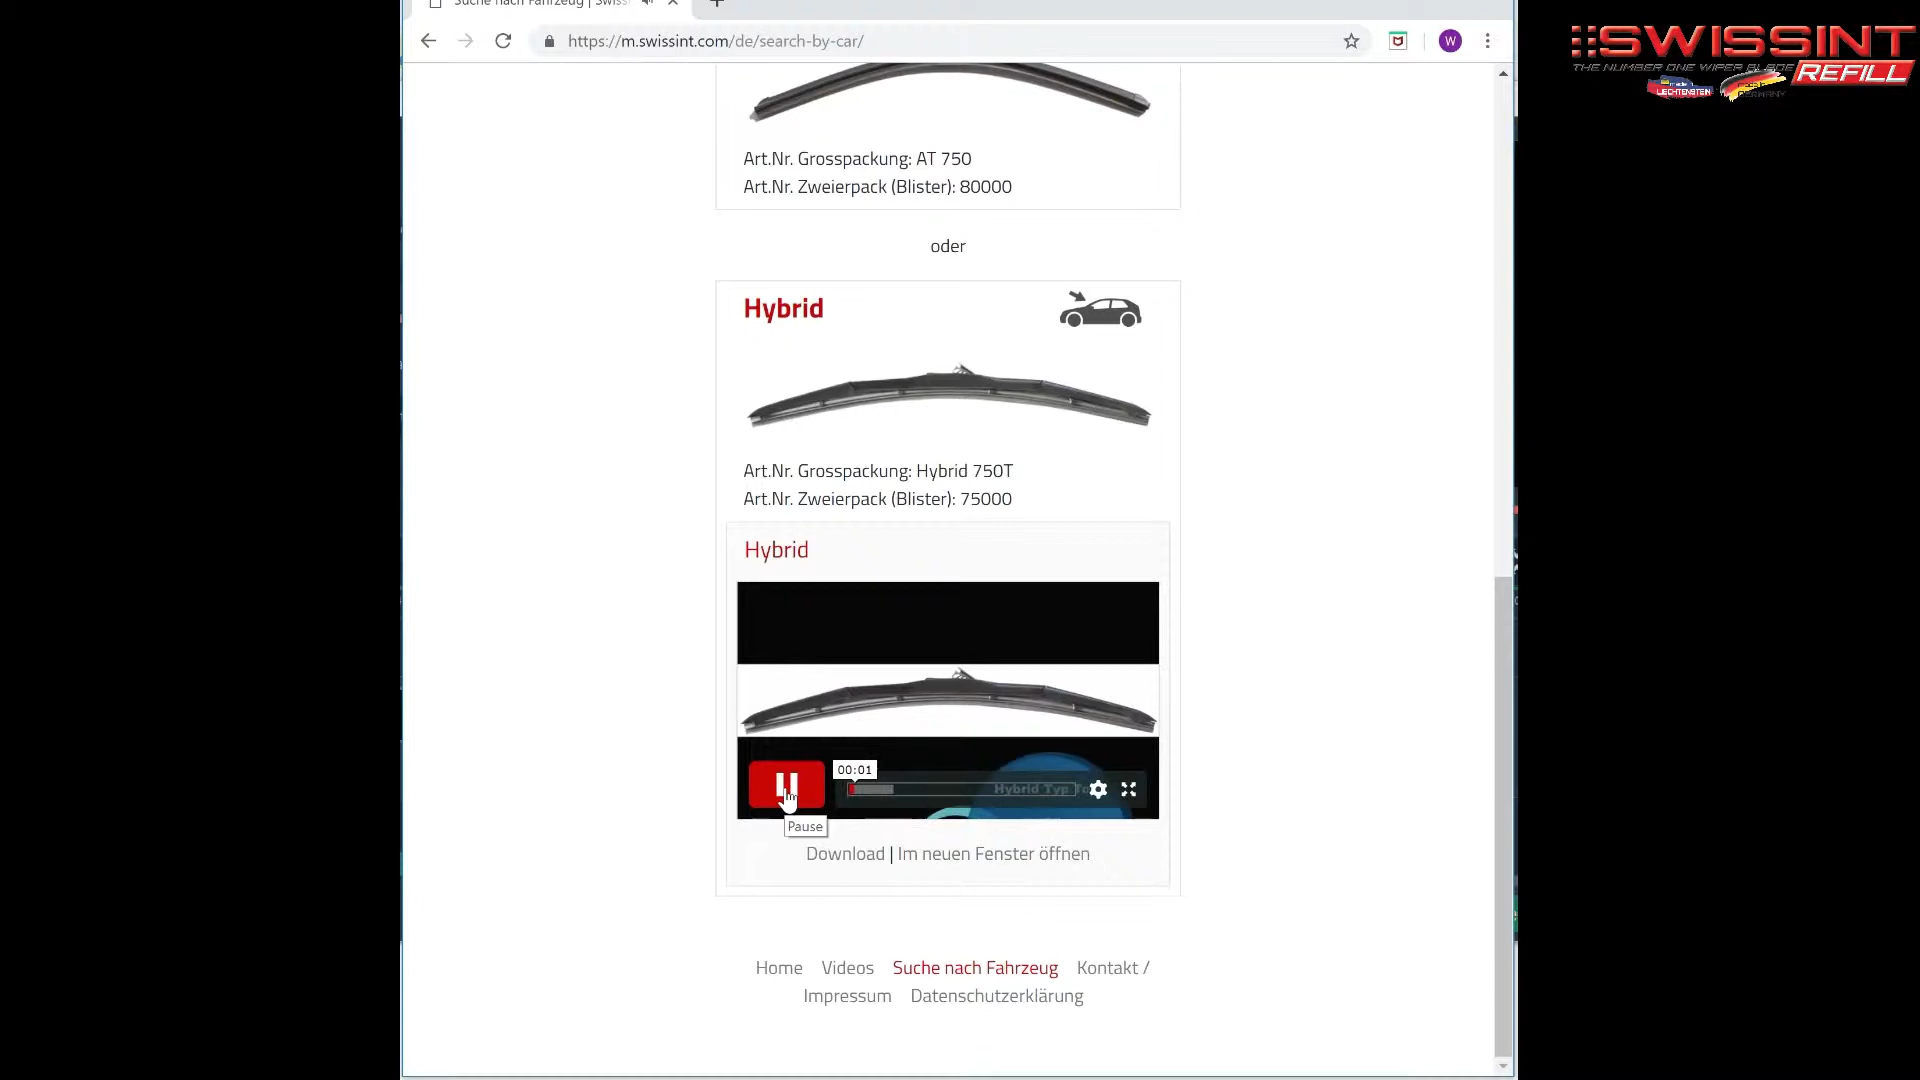 Suche nach Fahrzeug | Swiss
https://m.swissint.com/de/search-by-car/
W
SWISSINT
THE NUMBER ONE WIPER BLADE
REFILL
LIECHTENSTEIN
GERMANY
Art.Nr. Grosspackung: AT 750
Art.Nr. Zweierpack (Blister): 80000
oder
Hybrid
Art.Nr. Grosspackung: Hybrid 750T
Art.Nr. Zweierpack (Blister): 75000
Hybrid
00:01
Hybrid Typ To
Pause
Download | Im neuen Fenster öffnen
Home Videos Suche nach Fahrzeug Kontakt /
Impressum Datenschutzerklärung